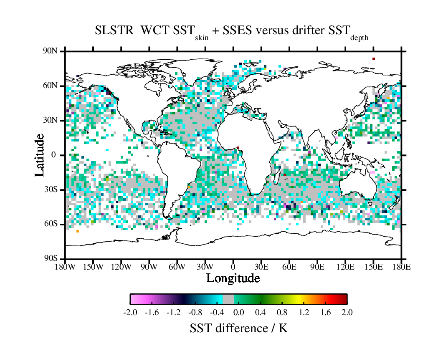 SLSTR WCT SSTskin + SSES versus drifter SSTdepth
90N
60N
30N
0
30S
60S
90S
Latitude
180W 150W 120W 90W 60W 30W 0 30E 60E 90E 120E 150E 180E
Longitude
-2.0 -1.6 -1.2 -0.8 -0.4 0.0 0.4 0.8 1.2 1.6 2.0
SST difference / K